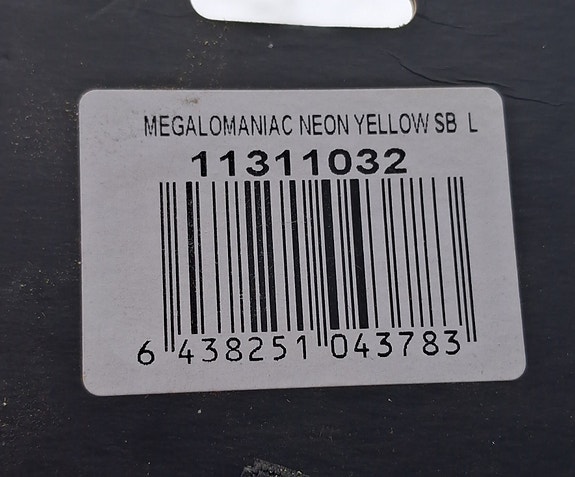 MEGALOMANIAC NEON YELLOW SB L
11311032
6 438251 043783